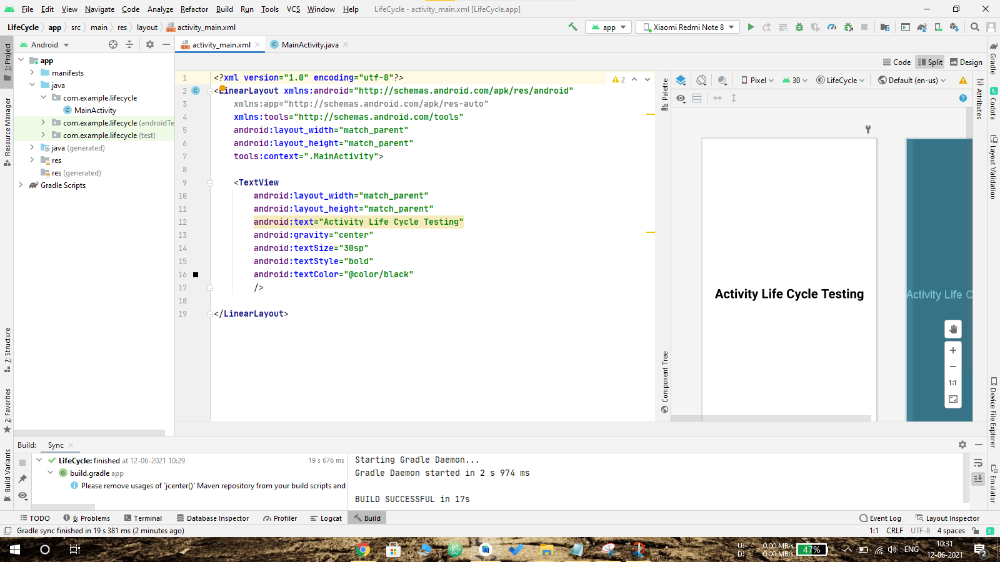 File Edit View Navigate Code Analyze Refactor Build Run Tools VCS Window Help LifeCycle - activity_main.xml [LifeCycle.app]
LifeCycle app src main res layout activity_main.xml
app Xiaomi Redmi Note 8
Android
activity_main.xml MainActivity.java
Code Split Design
1: Project
Resource Manager
7: Structure
2: Favorites
Build Variants
app
manifests
java
com.example.lifecycle
MainActivity
com.example.lifecycle (androidTe
com.example.lifecycle (test)
java (generated)
res
res (generated)
Gradle Scripts
1 <?xml version="1.0" encoding="utf-8"?>
2 <LinearLayout xmlns:android="http://schemas.android.com/apk/res/android"
3 xmlns:app="http://schemas.android.com/apk/res-auto"
4 xmlns:tools="http://schemas.android.com/tools"
5 android:layout_width="match_parent"
6 android:layout_height="match_parent"
7 tools:context=".MainActivity">
8
9 <TextView
10 android:layout_width="match_parent"
11 android:layout_height="match_parent"
12 android:text="Activity Life Cycle Testing"
13 android:gravity="center"
14 android:textSize="30sp"
15 android:textStyle="bold"
16 android:textColor="@color/black"
17 />
18
19 </LinearLayout>
2
Palette
Component Tree
Pixel 30 LifeCycle Default (en-us)
Activity Life Cycle Testing
Activity Life C
1:1
Gradle
Attributes
Codota
Layout Validation
Device File Explorer
Emulator
Build: Sync
LifeCycle: finished at 12-06-2021 10:29 19 s 676 ms
build.gradle app
Please remove usages of `jcenter()` Maven repository from your build scripts and
Starting Gradle Daemon...
Gradle Daemon started in 2 s 974 ms
BUILD SUCCESSFUL in 17s
TODO 6: Problems Terminal Database Inspector Profiler Logcat Build Event Log Layout Inspector
Gradle sync finished in 19 s 381 ms (2 minutes ago) 1:1 CRLF UTF-8 4 spaces
U: 0.00 MB/s
D: 0.00 MB/s
47%
ENG
10:31
12-06-2021
2